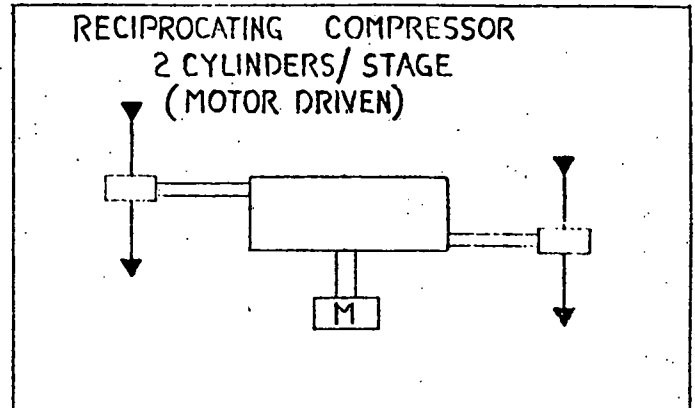 RECIPROCATING COMPRESSOR
2 CYLINDERS/ STAGE
(MOTOR DRIVEN)
M